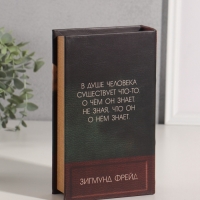 В ДУШЕ ЧЕЛОВЕКА
СУЩЕСТВУЕТ ЧТО-ТО,
О ЧЕМ ОН ЗНАЕТ,
НЕ ЗНАЯ, ЧТО ОН
О НЕМ ЗНАЕТ
ЗИГМУНД ФРЕЙД